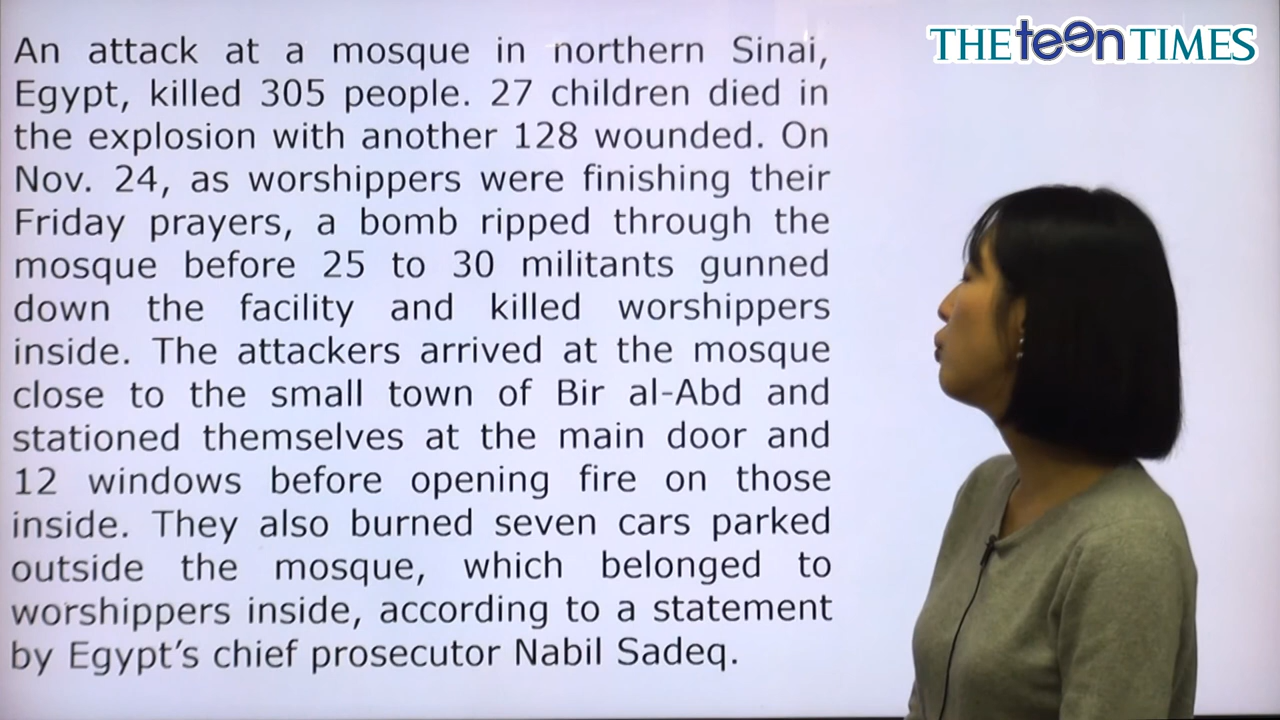 THE teen TIMES
An attack at a mosque in northern Sinai,
Egypt, killed 305 people. 27 children died in
the explosion with another 128 wounded. On
Nov. 24, as worshippers were finishing their
Friday prayers, a bomb ripped through the
mosque before 25 to 30 militants gunned
down the facility and killed worshippers
inside. The attackers arrived at the mosque
close to the small town of Bir al-Abd and
stationed themselves at the main door and
12 windows before opening fire on those
inside. They also burned seven cars parked
outside the mosque, which belonged to
worshippers inside, according to a statement
by Egypt’s chief prosecutor Nabil Sadeq.